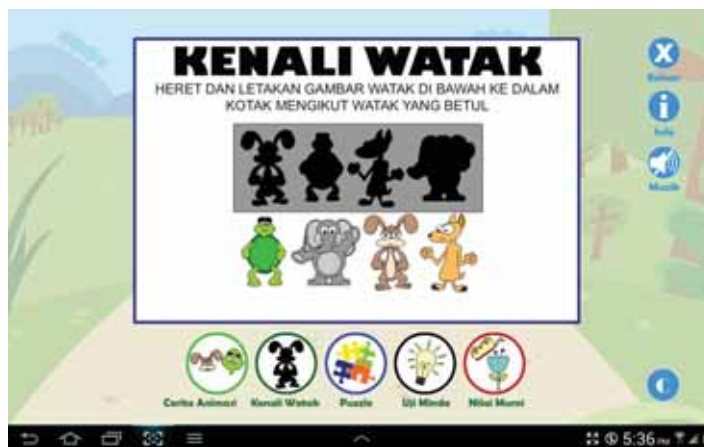 KENALI WATAK
HERET DAN LETAKAN GAMBAR WATAK DI BAWAH KE DALAM
KOTAK MENGIKUT WATAK YANG BETUL
Keluar
Info
Muzik
Cerita Animasi
Kenali Watak
Puzzle
Uji Minda
Nilai Murni
5:36 PM